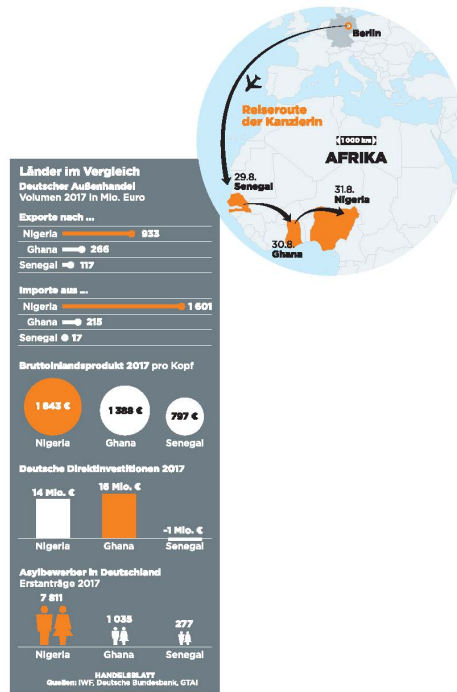 Berlin
Reiseroute
der Kanzlerin
1 000 km
AFRIKA
29.8.
Senegal
31.8.
Nigeria
30.8.
Ghana
Länder im Vergleich
Deutscher Außenhandel
Volumen 2017 in Mio. Euro
Exporte nach ...
Nigeria 933
Ghana 266
Senegal 117
Importe aus ...
Nigeria 1 601
Ghana 215
Senegal 17
Bruttoinlandsprodukt 2017 pro Kopf
1 643 € 1 388 € 797 €
Nigeria Ghana Senegal
Deutsche Direktinvestitionen 2017
14 Mio. € 16 Mio. € -1 Mio. €
Nigeria Ghana Senegal
Asylbewerber in Deutschland
Erstanträge 2017
7 811 1 035 277
Nigeria Ghana Senegal
HANDELSBLATT
Quellen: IWF, Deutsche Bundesbank, GTAI